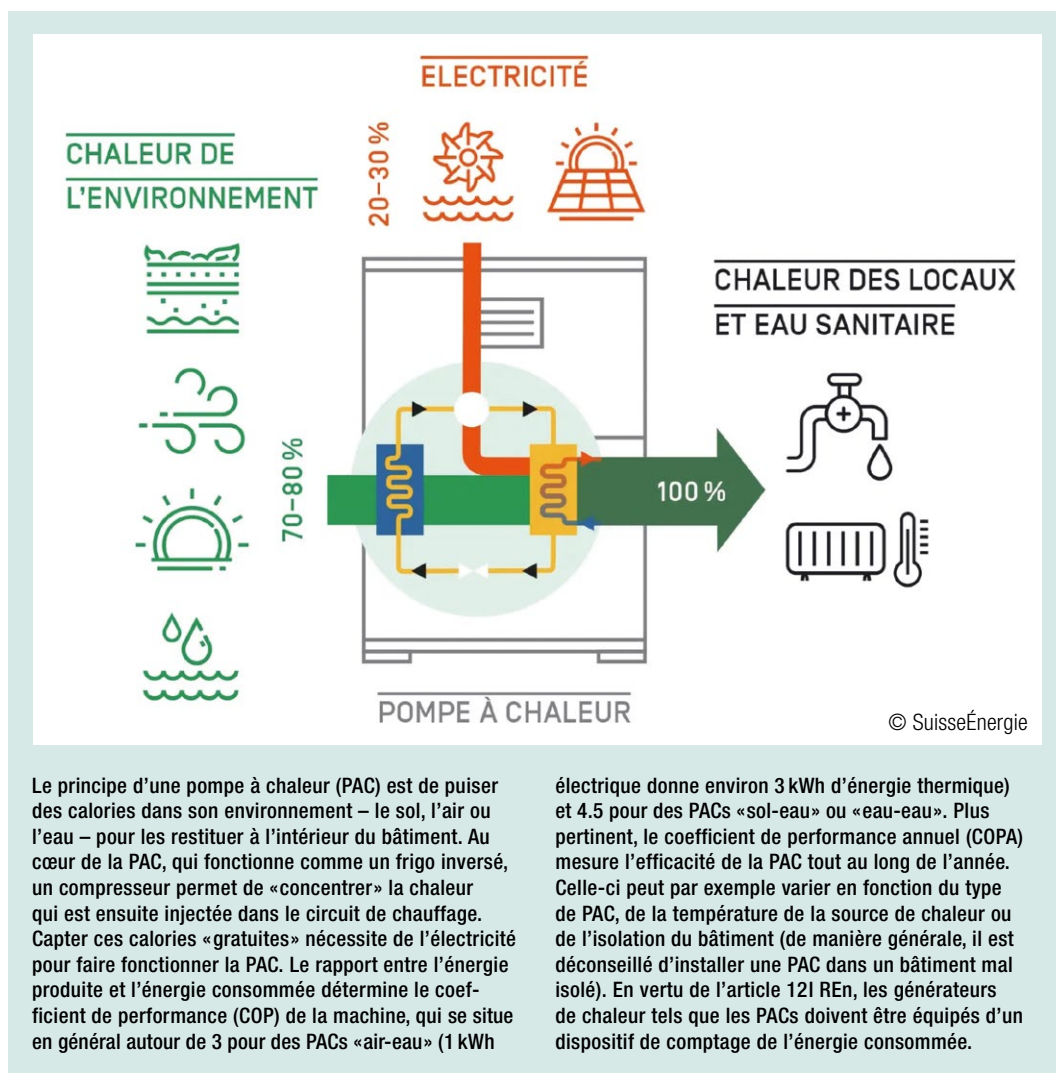 ELECTRICITÉ
20–30 %
CHALEUR DE
L'ENVIRONNEMENT
70–80 %
CHALEUR DES LOCAUX
ET EAU SANITAIRE
100 %
POMPE À CHALEUR
© SuisseÉnergie
Le principe d'une pompe à chaleur (PAC) est de puiser
des calories dans son environnement – le sol, l'air ou
l'eau – pour les restituer à l'intérieur du bâtiment. Au
cœur de la PAC, qui fonctionne comme un frigo inversé,
un compresseur permet de «concentrer» la chaleur
qui est ensuite injectée dans le circuit de chauffage.
Capter ces calories «gratuites» nécessite de l'électricité
pour faire fonctionner la PAC. Le rapport entre l'énergie
produite et l'énergie consommée détermine le coef-
ficient de performance (COP) de la machine, qui se situe
en général autour de 3 pour des PACs «air-eau» (1 kWh
électrique donne environ 3 kWh d'énergie thermique)
et 4.5 pour des PACs «sol-eau» ou «eau-eau». Plus
pertinent, le coefficient de performance annuel (COPA)
mesure l'efficacité de la PAC tout au long de l'année.
Celle-ci peut par exemple varier en fonction du type
de PAC, de la température de la source de chaleur ou
de l'isolation du bâtiment (de manière générale, il est
déconseillé d'installer une PAC dans un bâtiment mal
isolé). En vertu de l'article 12l REn, les générateurs
de chaleur tels que les PACs doivent être équipés d'un
dispositif de comptage de l'énergie consommée.